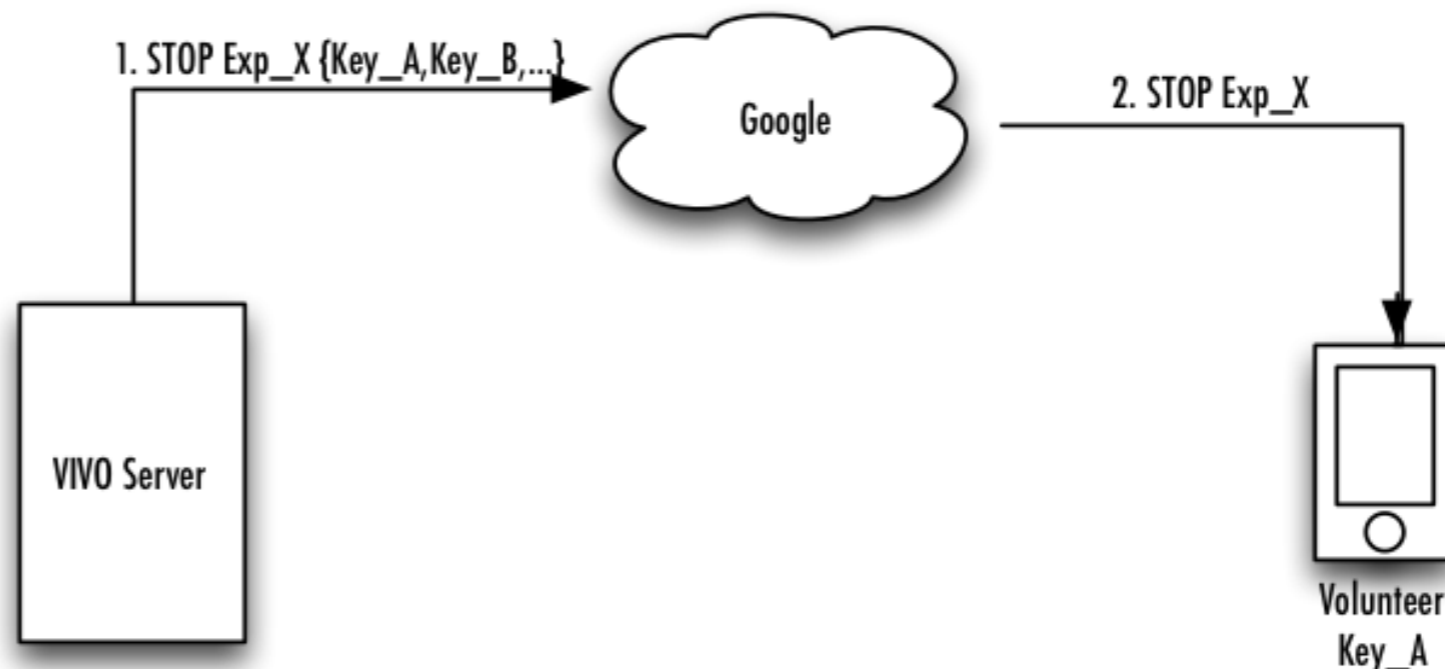 1. STOP Exp_X {Key_A,Key_B,...}
Google
2. STOP Exp_X
VIVO Server
Volunteer
Key_A